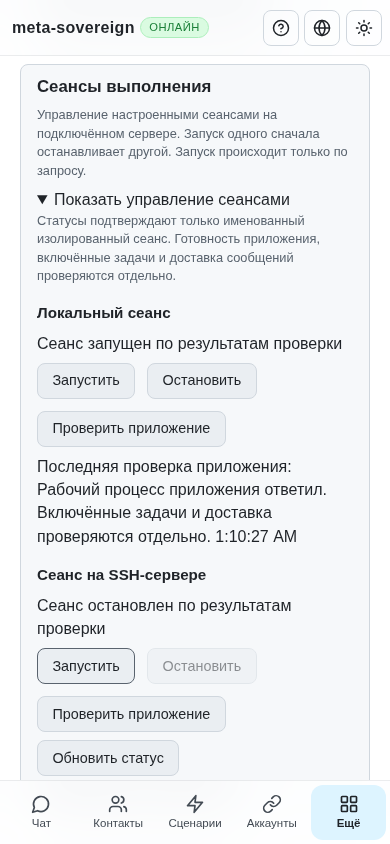 meta-sovereign ОНЛАЙН
Сеансы выполнения
Управление настроенными сеансами на
подключённом сервере. Запуск одного сначала
останавливает другой. Запуск происходит только по
запросу.
▼ Показать управление сеансами
Статусы подтверждают только именованный
изолированный сеанс. Готовность приложения,
включённые задачи и доставка сообщений
проверяются отдельно.
Локальный сеанс
Сеанс запущен по результатам проверки
Запустить Остановить
Проверить приложение
Последняя проверка приложения:
Рабочий процесс приложения ответил.
Включённые задачи и доставка
проверяются отдельно. 1:10:27 AM
Сеанс на SSH-сервере
Сеанс остановлен по результатам
проверки
Запустить Остановить
Проверить приложение
Обновить статус
Чат Контакты Сценарии Аккаунты Ещё